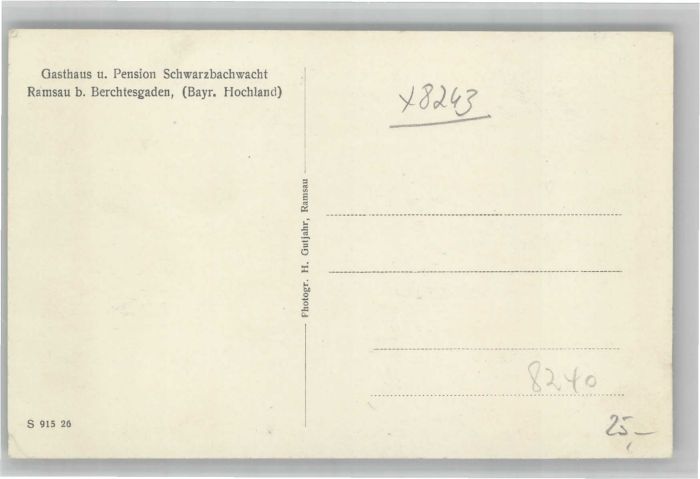 Gasthaus u. Pension Schwarzbachwacht
Ramsau b. Berchtesgaden, (Bayr. Hochland)
x8243
Photogr. H. Gutjahr, Ramsau
8240
25,-
S 915 26